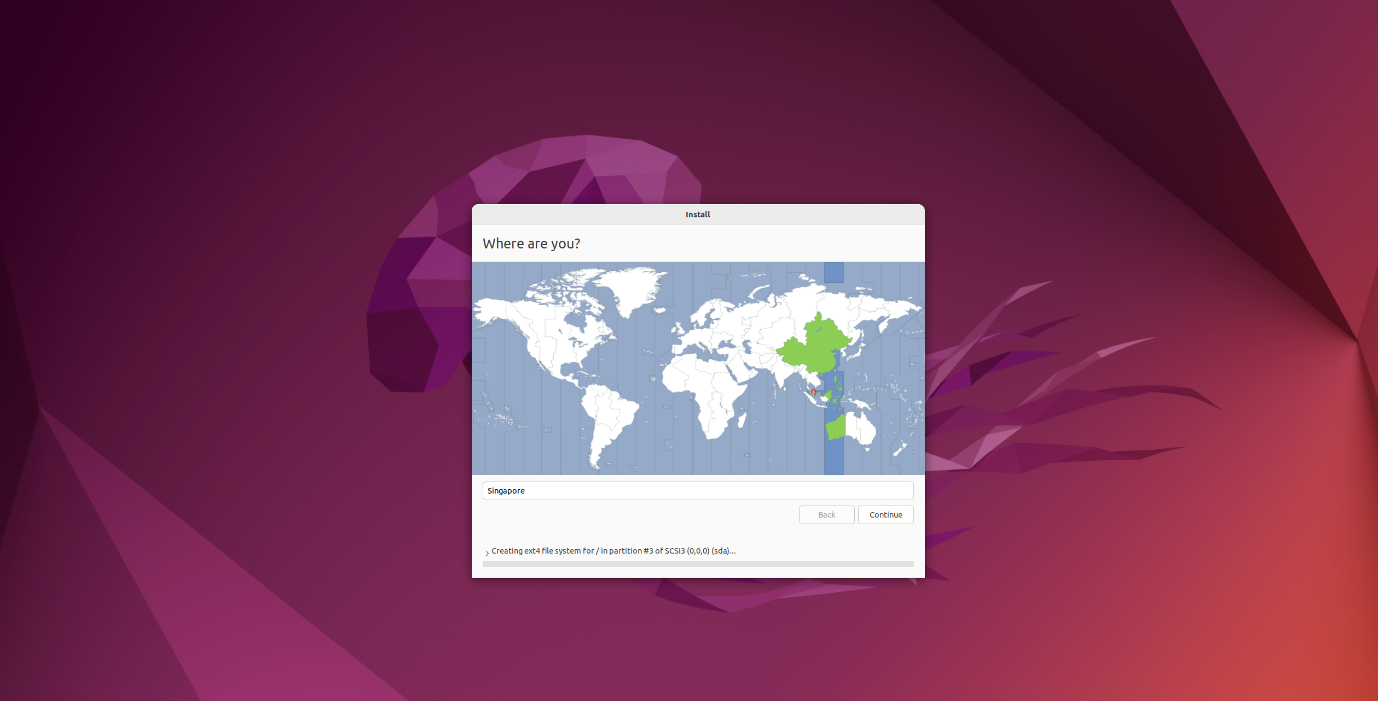 Install
Where are you?
Singapore
Back
Continue
Creating ext4 file system for / in partition #3 of SCSI3 (0,0,0) (sda)...